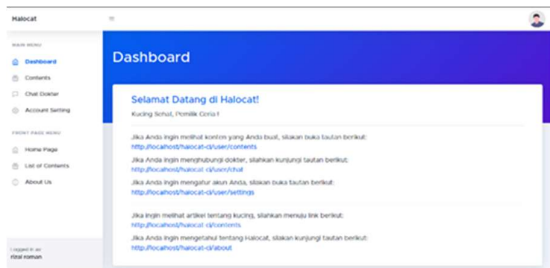 Halocat
MAIN MENU
Dashboard
Contents
Chat Dokter
Account Setting
FRONT PAGE MENU
Home Page
List of Contents
About Us
Logged in as:
rizal roman
Dashboard
Selamat Datang di Halocat!
Kucing Sehat, Pemilik Ceria !
Jika Anda ingin melihat konten yang Anda buat, silakan buka tautan berikut:
http://localhost/halocat-ci/user/contents
Jika Anda ingin menghubungi dokter, silahkan kunjungi tautan berikut:
http://localhost/halocat-ci/user/chat
Jika Anda ingin mengatur akun Anda, silakan buka tautan berikut:
http://localhost/halocat-ci/user/settings
Jika ingin melihat artikel tentang kucing, silahkan menuju link berikut:
http://localhost/halocat-ci/contents
Jika Anda ingin mengetahui tentang Halocat, silakan kunjungi tautan berikut:
http://localhost/halocat-ci/about